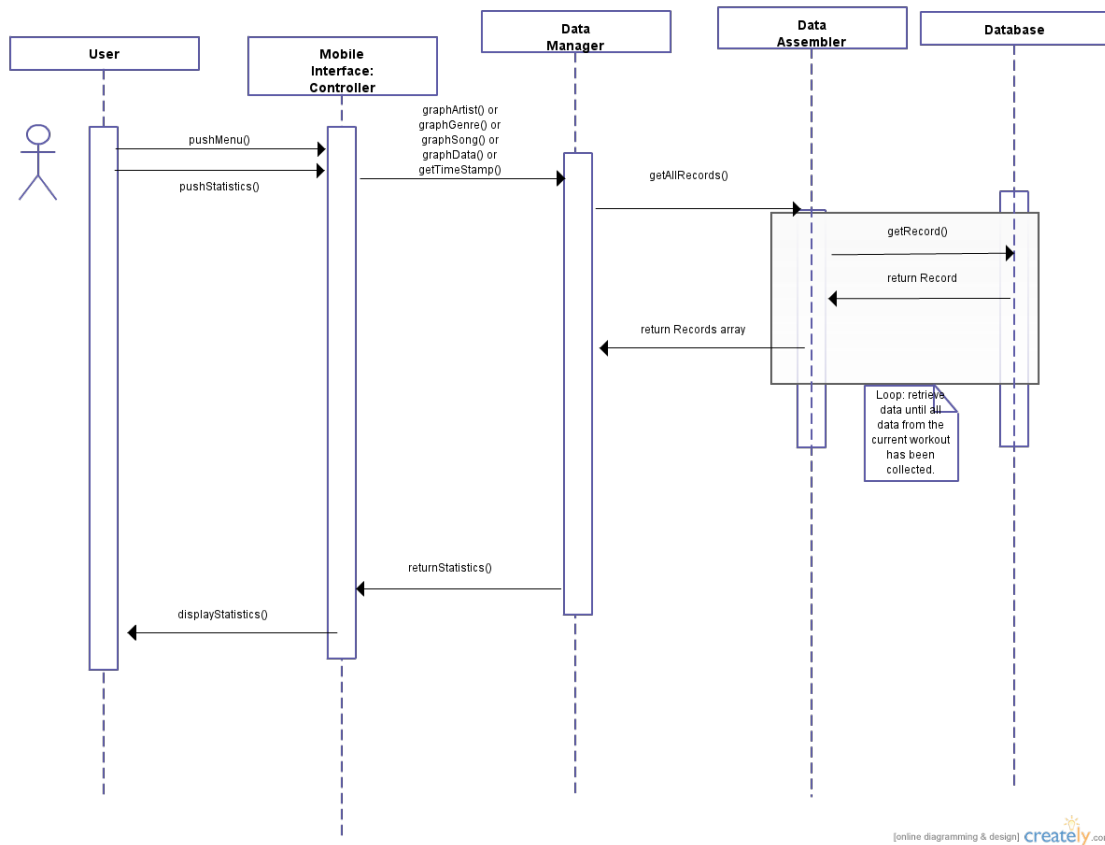 User
Mobile
Interface:
Controller
Data
Manager
Data
Assembler
Database
pushMenu()
pushStatistics()
graphArtist() or
graphGenre() or
graphSong() or
graphData() or
getTimeStamp()
getAllRecords()
getRecord()
return Record
return Records array
Loop: retrieve
data until all
data from the
current workout
has been
collected.
returnStatistics()
displayStatistics()
[online diagramming & design] creately.com